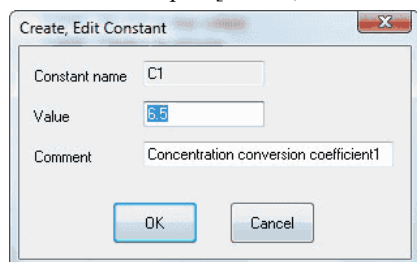 Create, Edit Constant
Constant name C1
Value 6.5
Comment Concentration conversion coefficient1
OK Cancel